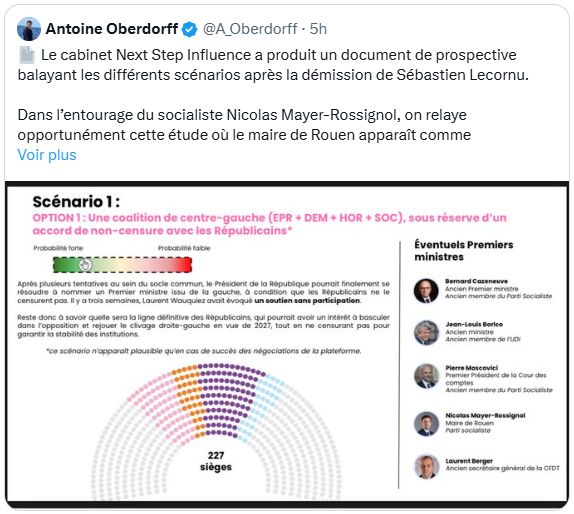 Antoine Oberdorff @A_Oberdorff · 5h
Le cabinet Next Step Influence a produit un document de prospective
balayant les différents scénarios après la démission de Sébastien Lecornu.
Dans l’entourage du socialiste Nicolas Mayer-Rossignol, on relaye
opportunément cette étude où le maire de Rouen apparaît comme
Voir plus
Scénario 1 :
OPTION 1 : Une coalition de centre-gauche (EPR + DEM + HOR + SOC), sous réserve d’un
accord de non-censure avec les Républicains*
Probabilité forte
Probabilité faible
Après plusieurs tentatives au sein du socle commun, le Président de la République pourrait finalement se
résoudre à nommer un Premier ministre issu de la gauche, à condition que les Républicains ne le
censurent pas. Il y a trois semaines, Laurent Wauquiez avait évoqué un soutien sans participation.
Reste donc à savoir quelle sera la ligne définitive des Républicains, qui pourrait avoir un intérêt à basculer
dans l’opposition et rejouer le clivage droite-gauche en vue de 2027, tout en ne censurant pas pour
garantir la stabilité des institutions.
*ce scénario n’apparaît plausible qu’en cas de succès des négociations de la plateforme.
227
sièges
Éventuels Premiers
ministres
Bernard Cazeneuve
Ancien Premier ministre
Ancien membre du Parti Socialiste
Jean-Louis Borloo
Ancien ministre
Ancien membre de l’UDI
Pierre Moscovici
Premier Président de la Cour des
comptes
Ancien membre du Parti Socialiste
Nicolas Mayer-Rossignol
Maire de Rouen
Parti socialiste
Laurent Berger
Ancien secrétaire général de la CFDT